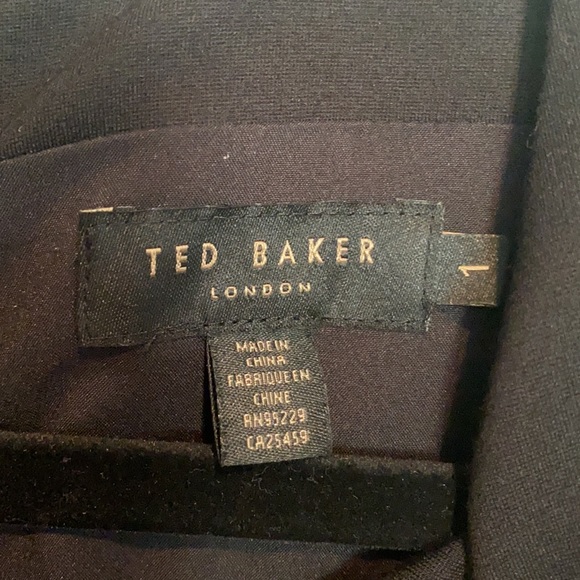 TED BAKER
LONDON
1
MADE IN
CHINA
FABRIQUE EN
CHINE
RN95229
CA25459